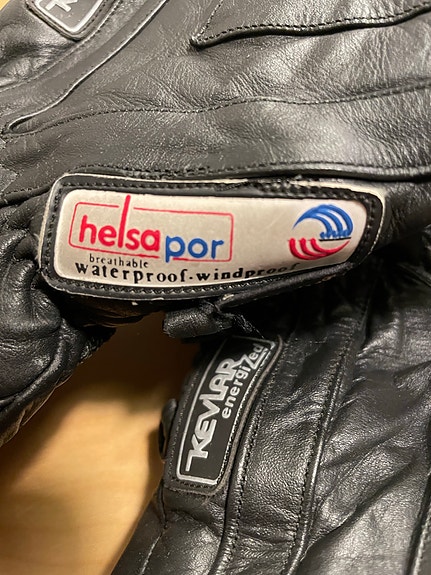 helsapor
breathable
waterproof-windproof
KEVLAR
energized